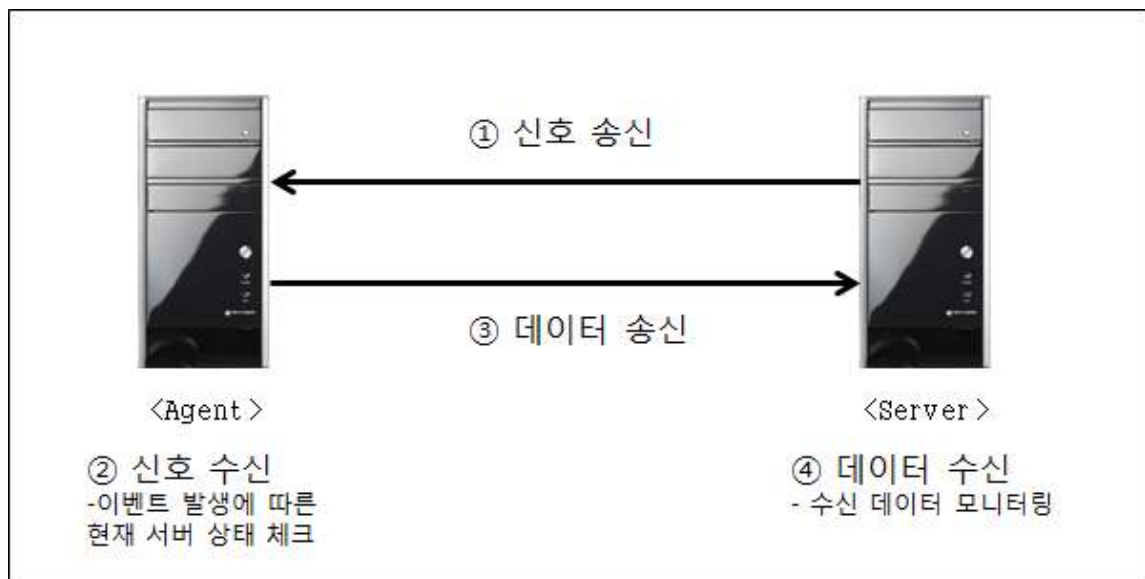 ① 신호 송신
③ 데이터 송신
<Agent>
<Server>
② 신호 수신
-이벤트 발생에 따른
현재 서버 상태 체크
④ 데이터 수신
- 수신 데이터 모니터링